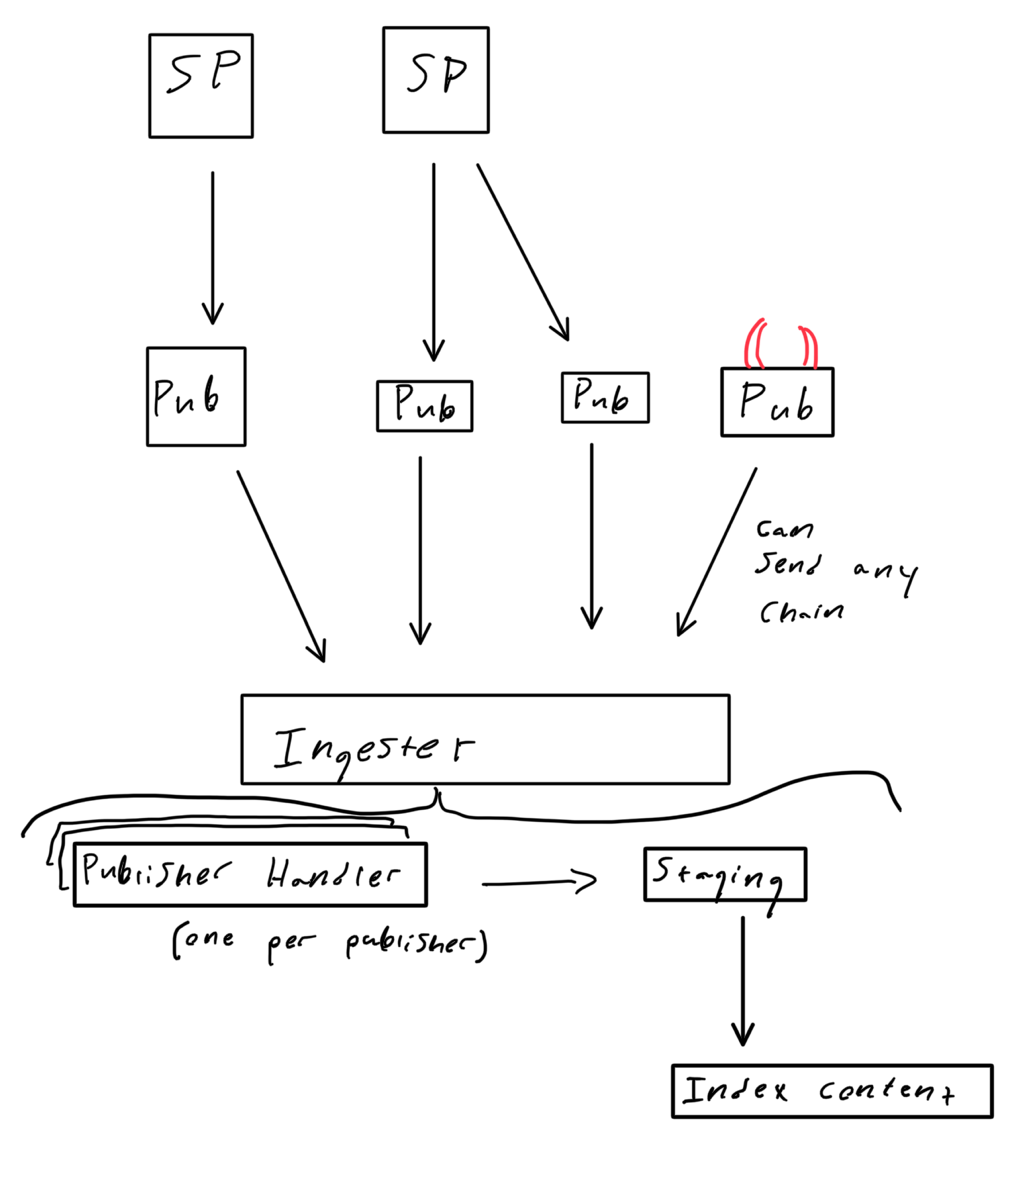 SP
SP
Pub
Pub
Pub
Pub
can
send any
chain
Ingester
Publisher Handler
(one per publisher)
Staging
Index content